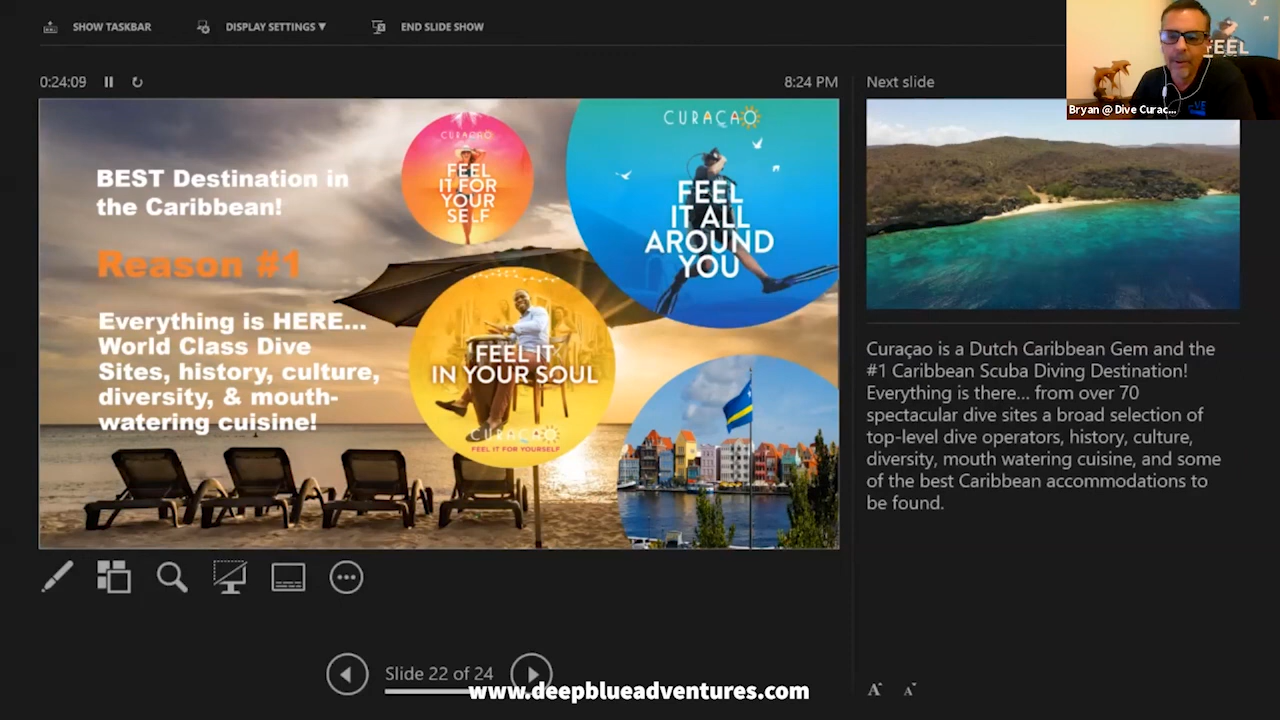 SHOW TASKBAR
DISPLAY SETTINGS ▼
END SLIDE SHOW
0:24:09
8:24 PM
Next slide
FEEL
Bryan @ Dive Curac...
BEST Destination in
the Caribbean!
Reason #1
Everything is HERE...
World Class Dive
Sites, history, culture,
diversity, & mouth-
watering cuisine!
CURAÇAO
FEEL
IT FOR
YOUR
SELF
CURAÇAO
FEEL
IT ALL
AROUND
YOU
FEEL IT
IN YOUR SOUL
CURAÇAO
FEEL IT FOR YOURSELF
Curaçao is a Dutch Caribbean Gem and the
#1 Caribbean Scuba Diving Destination!
Everything is there... from over 70
spectacular dive sites a broad selection of
top-level dive operators, history, culture,
diversity, mouth watering cuisine, and some
of the best Caribbean accommodations to
be found.
Slide 22 of 24
www.deepblueadventures.com
A
A